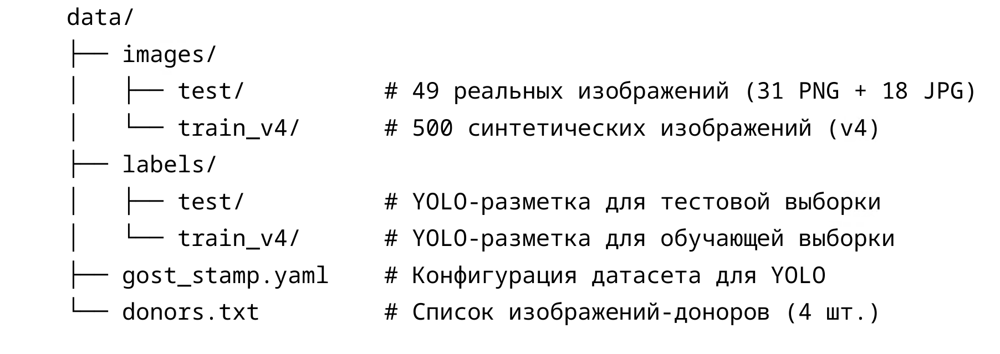 data/
├── images/
│   ├── test/          # 49 реальных изображений (31 PNG + 18 JPG)
│   └── train_v4/      # 500 синтетических изображений (v4)
├── labels/
│   ├── test/          # YOLO-разметка для тестовой выборки
│   └── train_v4/      # YOLO-разметка для обучающей выборки
├── gost_stamp.yaml    # Конфигурация датасета для YOLO
└── donors.txt         # Список изображений-доноров (4 шт.)